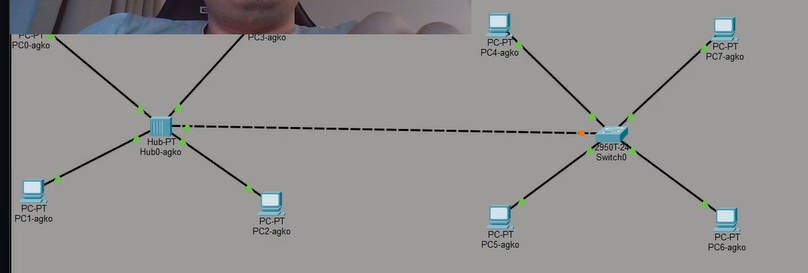 PC-PT
PC0-agko
PC3-agko
PC-PT
PC4-agko
PC-PT
PC7-agko
Hub-PT
Hub0-agko
2950T-24
Switch0
PC-PT
PC1-agko
PC-PT
PC2-agko
PC-PT
PC5-agko
PC-PT
PC6-agko